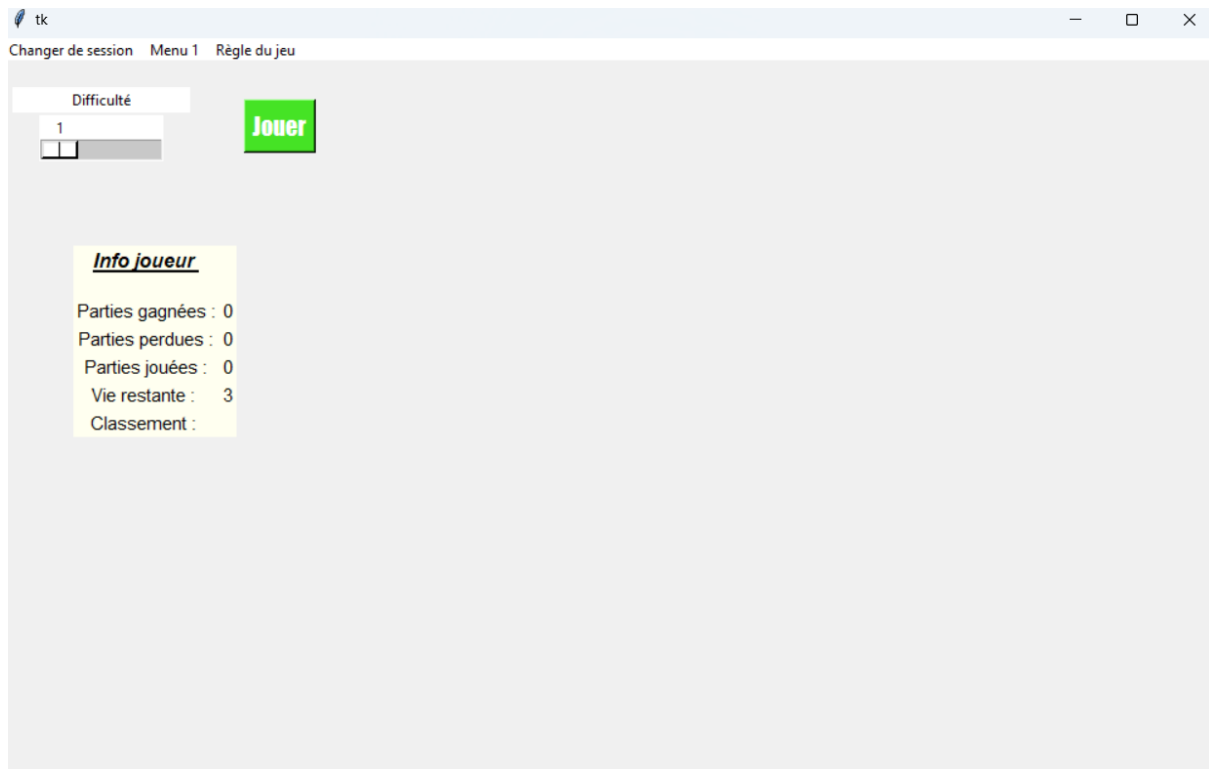 tk
Changer de session Menu 1 Règle du jeu
Difficulté
1
Jouer
Info joueur
Parties gagnées : 0
Parties perdues : 0
Parties jouées : 0
Vie restante : 3
Classement :